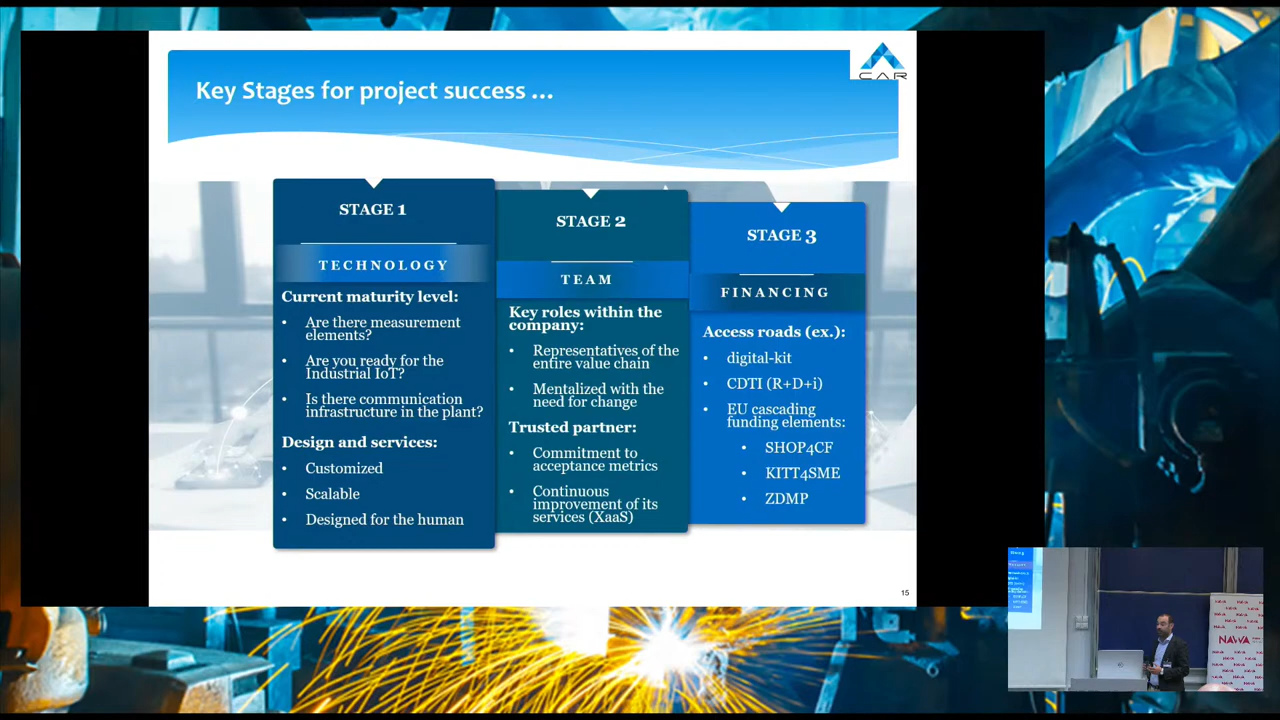 Key Stages for project success ...
CAR
STAGE 1
TECHNOLOGY
Current maturity level:
• Are there measurement
elements?
• Are you ready for the
Industrial IoT?
• Is there communication
infrastructure in the plant?
Design and services:
• Customized
• Scalable
• Designed for the human
STAGE 2
TEAM
Key roles within the
company:
• Representatives of the
entire value chain
• Mentalized with the
need for change
Trusted partner:
• Commitment to
acceptance metrics
• Continuous
improvement of its
services (XaaS)
STAGE 3
FINANCING
Access roads (ex.):
• digital-kit
• CDTI (R+D+i)
• EU cascading
funding elements:
• SHOP4CF
• KITT4SME
• ZDMP
15
NAWA